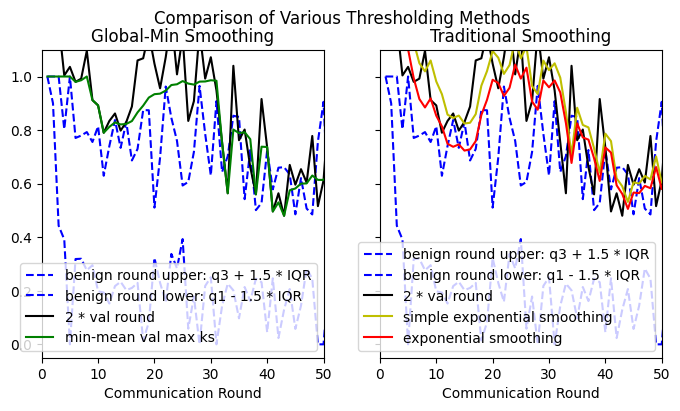 Comparison of Various Thresholding Methods
Global-Min Smoothing
Traditional Smoothing
1.0
0.8
0.6
0.4
0.2
0.0
benign round upper: q3 + 1.5 * IQR
benign round lower: q1 - 1.5 * IQR
2 * val round
min-mean val max ks
0 10 20 30 40 50
Communication Round
benign round upper: q3 + 1.5 * IQR
benign round lower: q1 - 1.5 * IQR
2 * val round
simple exponential smoothing
exponential smoothing
0 10 20 30 40 50
Communication Round